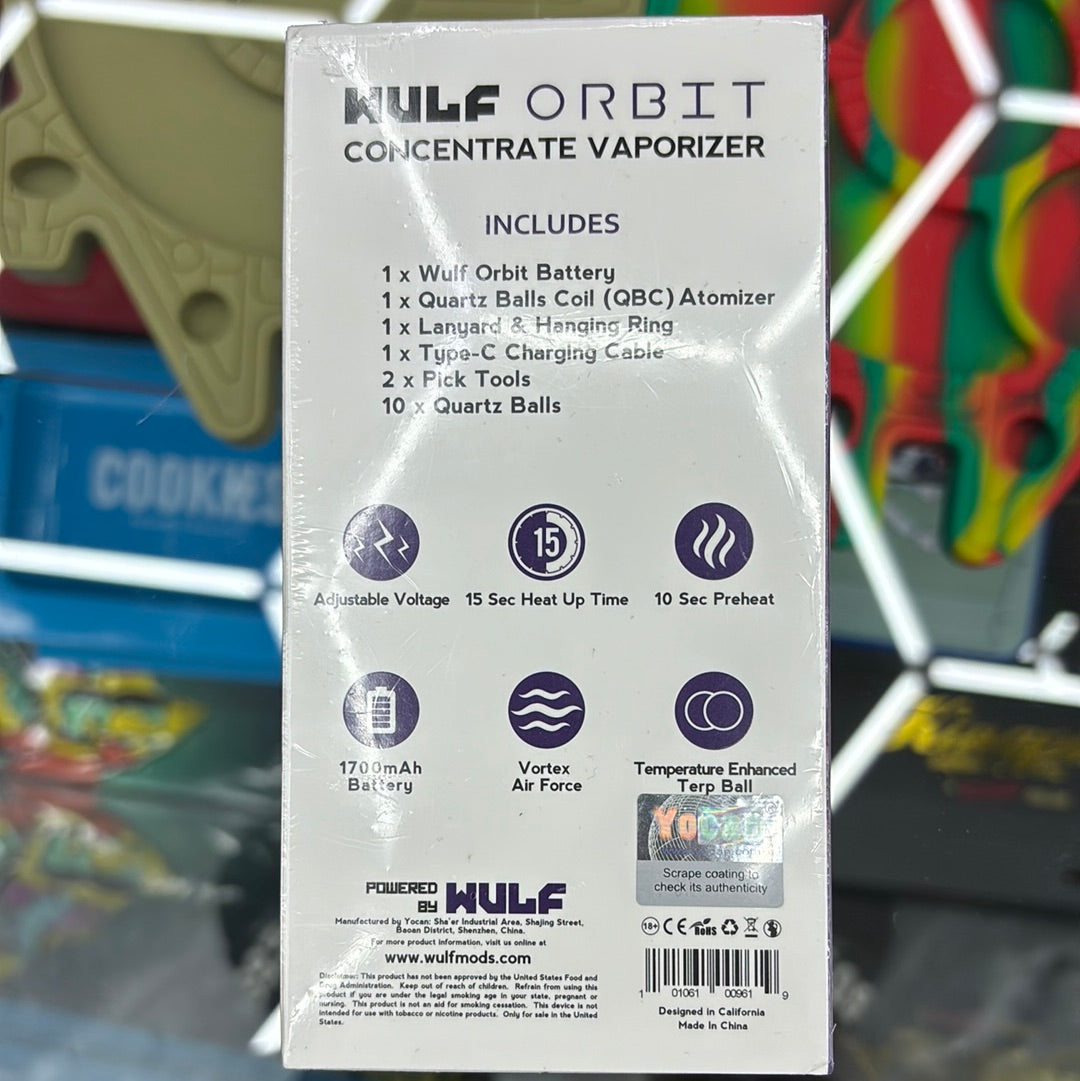 WULF ORBIT
CONCENTRATE VAPORIZER
INCLUDES
1 x Wulf Orbit Battery
1 x Quartz Balls Coil (QBC) Atomizer
1 x Lanyard & Hanging Ring
1 x Type-C Charging Cable
2 x Pick Tools
10 x Quartz Balls
COOKIES
15
Adjustable Voltage 15 Sec Heat Up Time 10 Sec Preheat
1700mAh
Battery
Vortex
Air Force
Temperature Enhanced
Terp Ball
YoCan
Scrape coating to
check its authenticity
POWERED
BY WULF
Manufactured by Yocan: Sha'er Industrial Area, Shajing Street,
Baoan District, Shenzhen, China.
For more product information, visit us online at
www.wulfmods.com
Disclaimer: This product has not been approved by the United States Food and
Drug Administration. Keep out of reach of children. Refrain from using this
product if you are under the legal smoking age in your state, pregnant or
nursing. This product is not an aid for smoking cessation. This device is not
intended for use with tobacco or nicotine products. Only for sale in the United
States.
18+ CE RoHS
1 01061 00961 9
Designed in California
Made In China